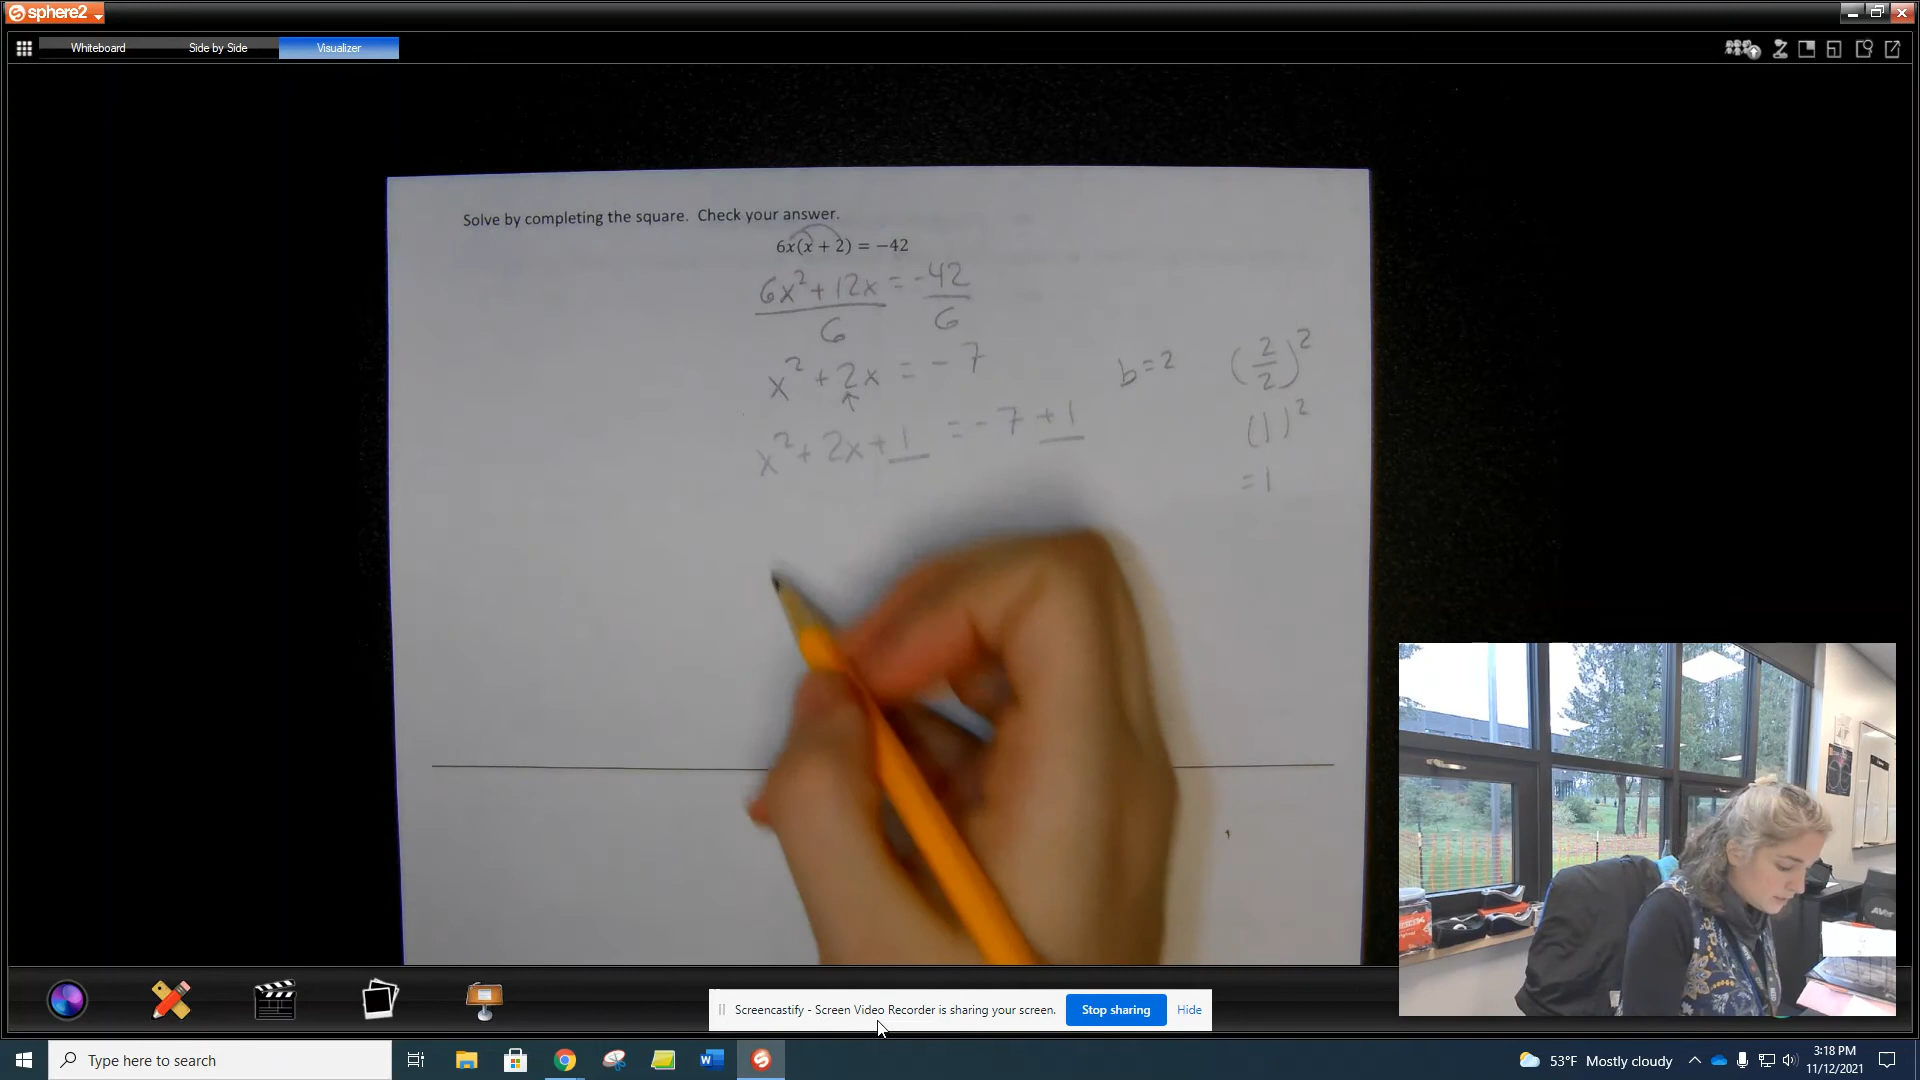 sphere2
Whiteboard Side by Side Visualizer
Solve by completing the square. Check your answer.
6x(x + 2) = −42
6x² + 12x = -42
6 6
x² + 2x = - 7
b = 2 (2/2)²
x² + 2x + 1 = - 7 + 1
(1)²
= 1
AVer
Screencastify - Screen Video Recorder is sharing your screen.
Stop sharing
Hide
Type here to search
53°F Mostly cloudy
3:18 PM
11/12/2021